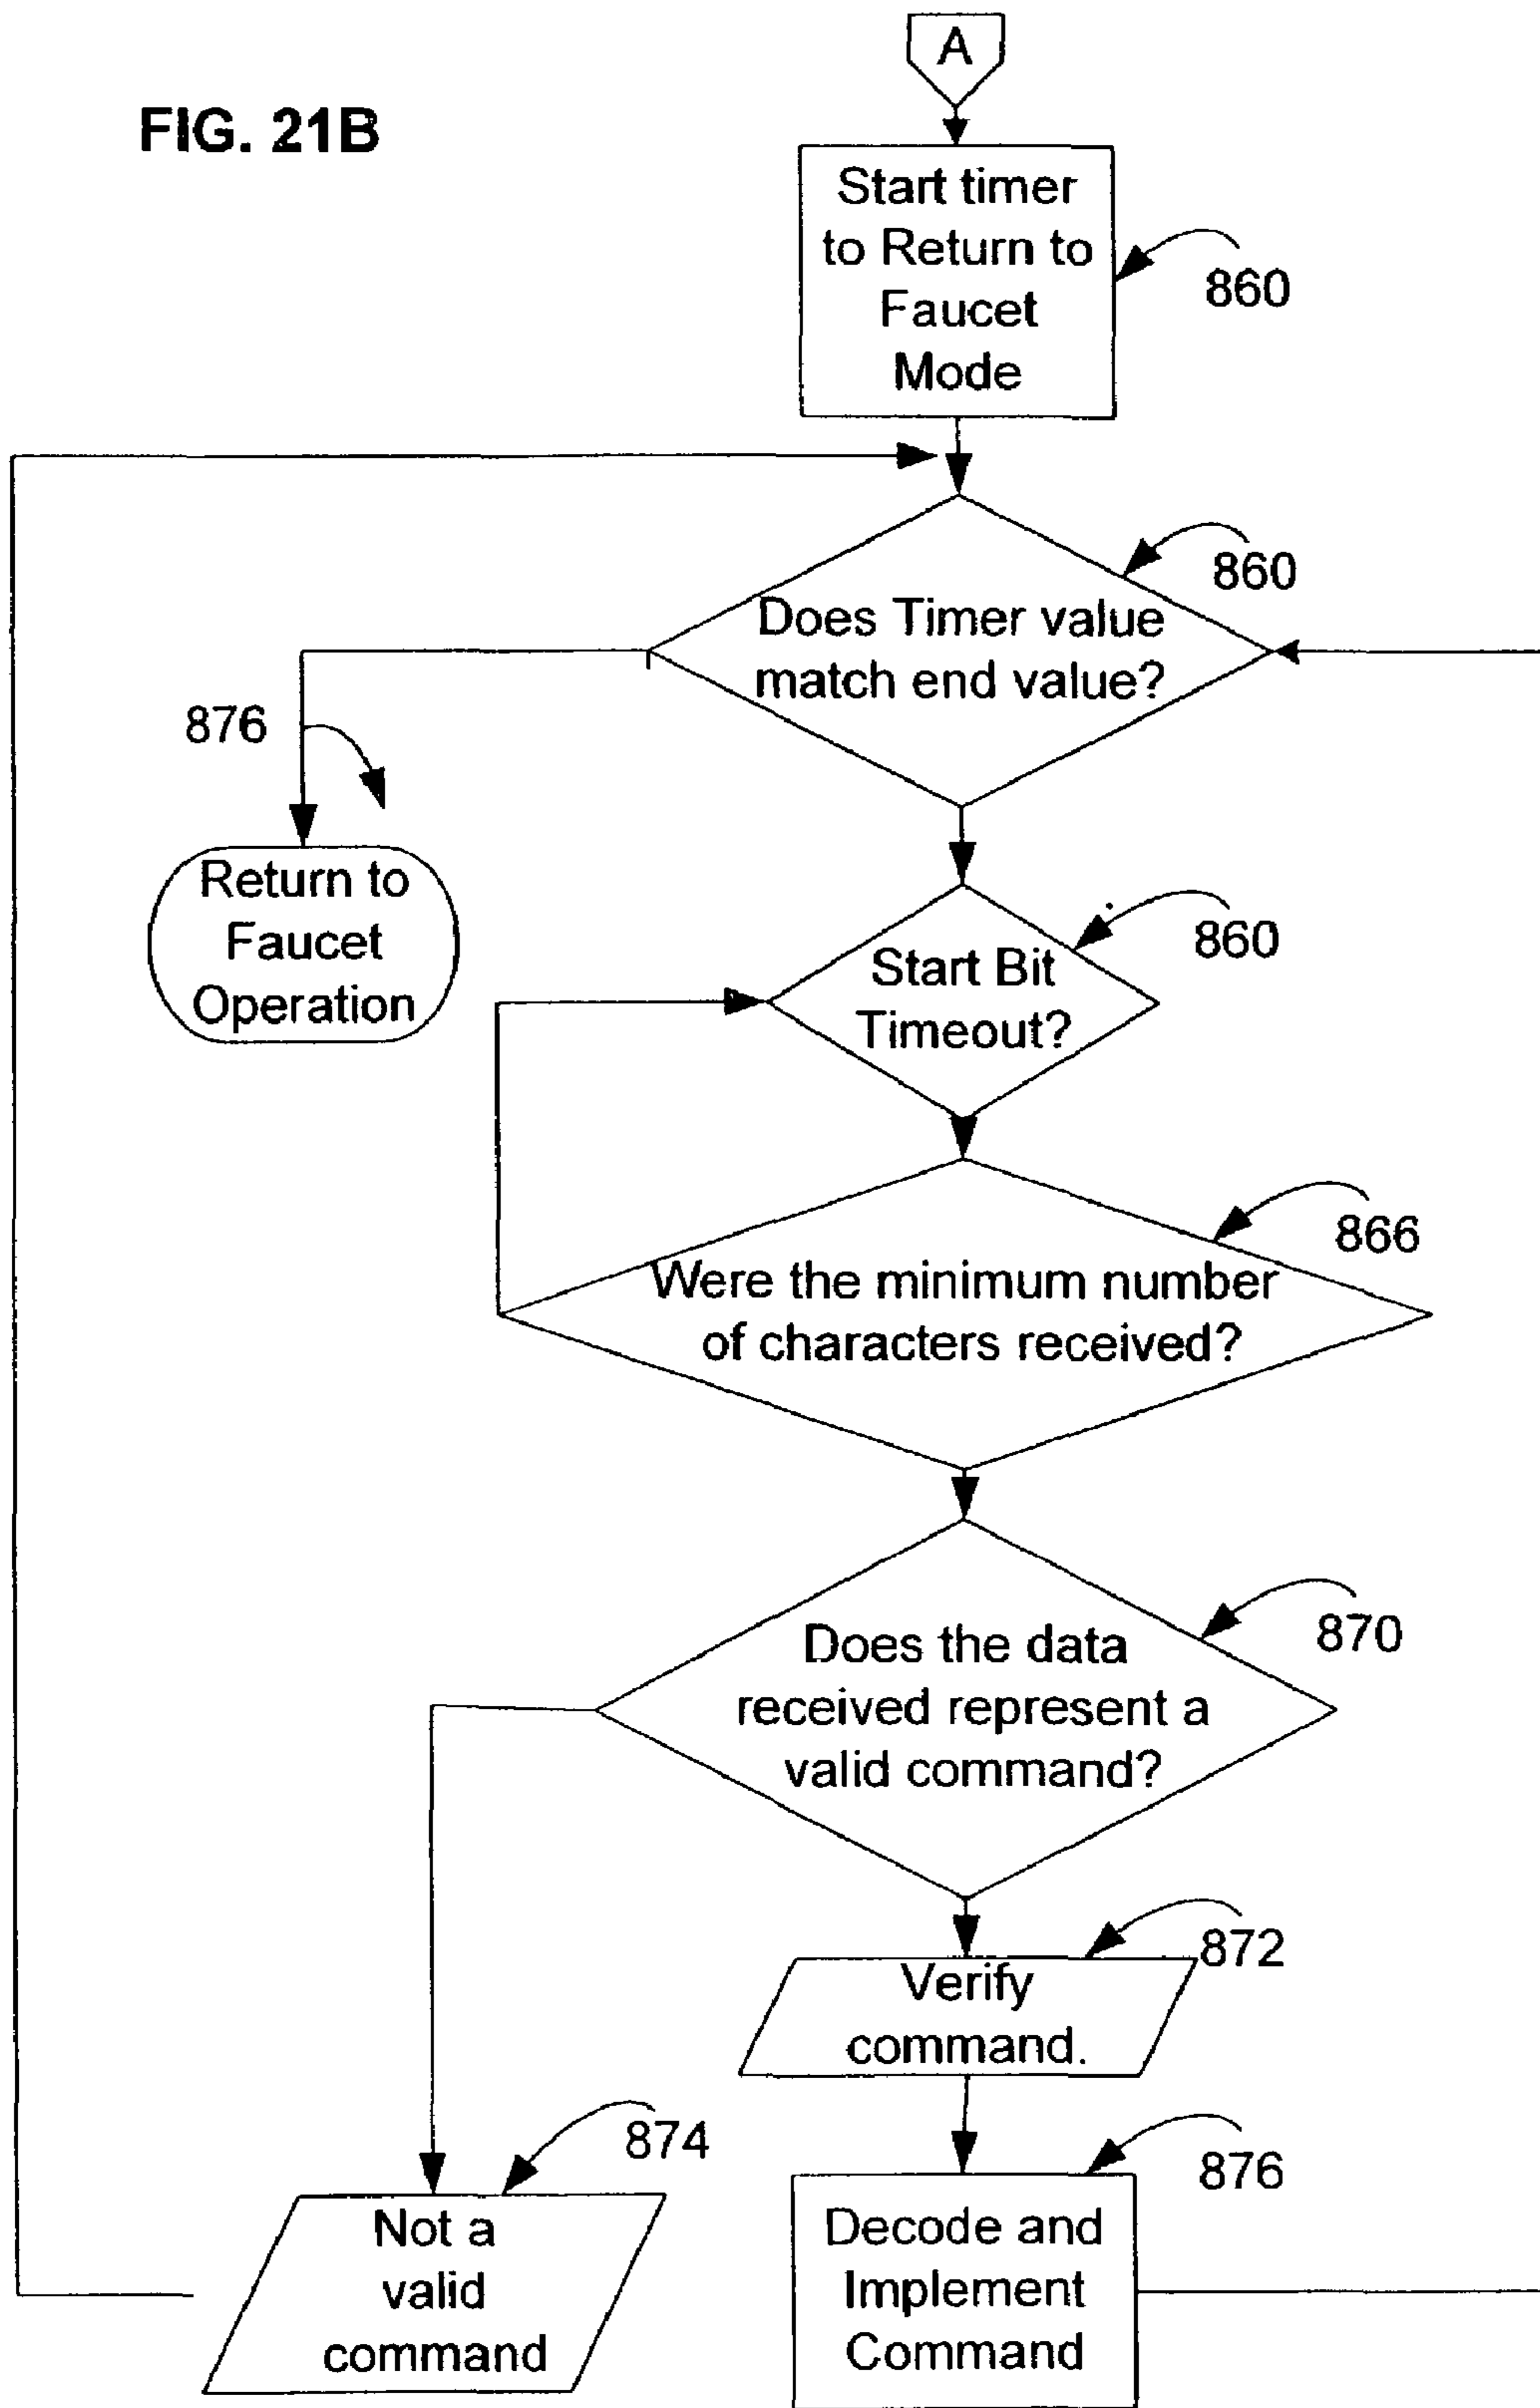 A
FIG. 21B
Start timer
to Return to
Faucet
Mode
860
860
Does Timer value
match end value?
876
Return to
Faucet
Operation
860
Start Bit
Timeout?
866
Were the minimum number
of characters received?
870
Does the data
received represent a
valid command?
872
Verify
command.
874
876
Not a
valid
command
Decode and
Implement
Command